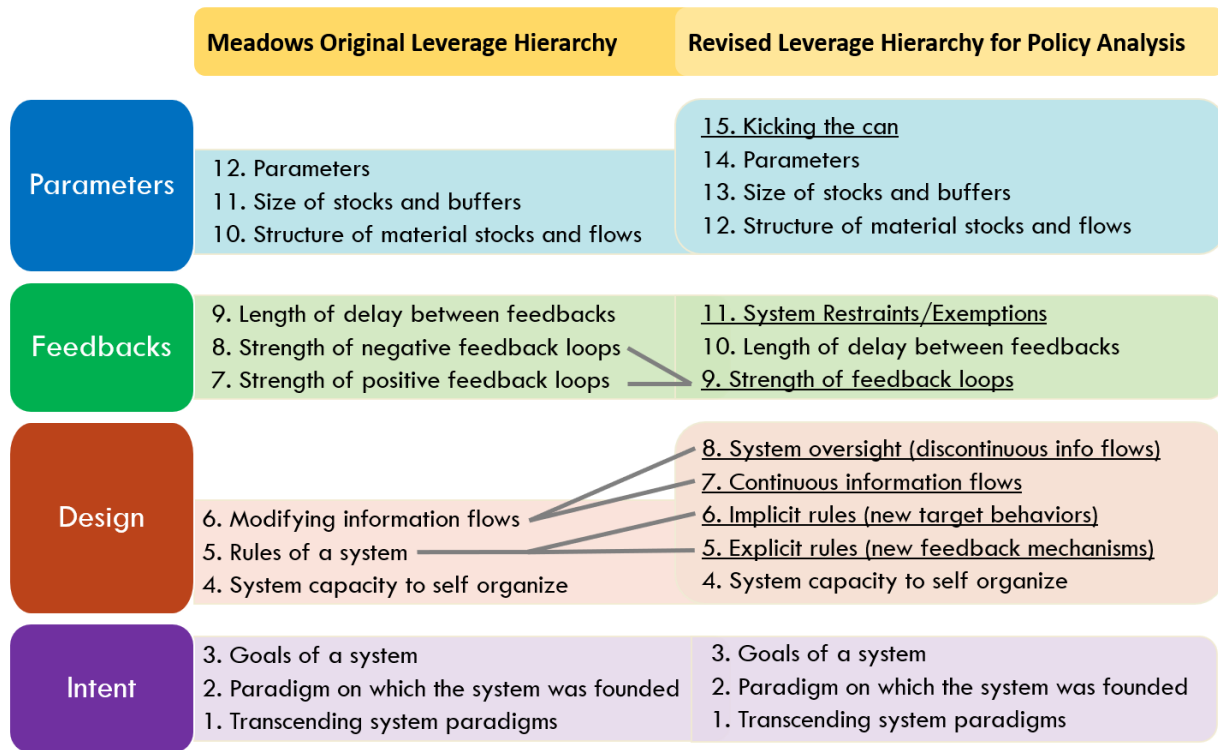 Meadows Original Leverage Hierarchy
Revised Leverage Hierarchy for Policy Analysis
Parameters
12. Parameters
11. Size of stocks and buffers
10. Structure of material stocks and flows
15. Kicking the can
14. Parameters
13. Size of stocks and buffers
12. Structure of material stocks and flows
Feedbacks
9. Length of delay between feedbacks
8. Strength of negative feedback loops
7. Strength of positive feedback loops
11. System Restraints/Exemptions
10. Length of delay between feedbacks
9. Strength of feedback loops
Design
6. Modifying information flows
5. Rules of a system
4. System capacity to self organize
8. System oversight (discontinuous info flows)
7. Continuous information flows
6. Implicit rules (new target behaviors)
5. Explicit rules (new feedback mechanisms)
4. System capacity to self organize
Intent
3. Goals of a system
2. Paradigm on which the system was founded
1. Transcending system paradigms
3. Goals of a system
2. Paradigm on which the system was founded
1. Transcending system paradigms